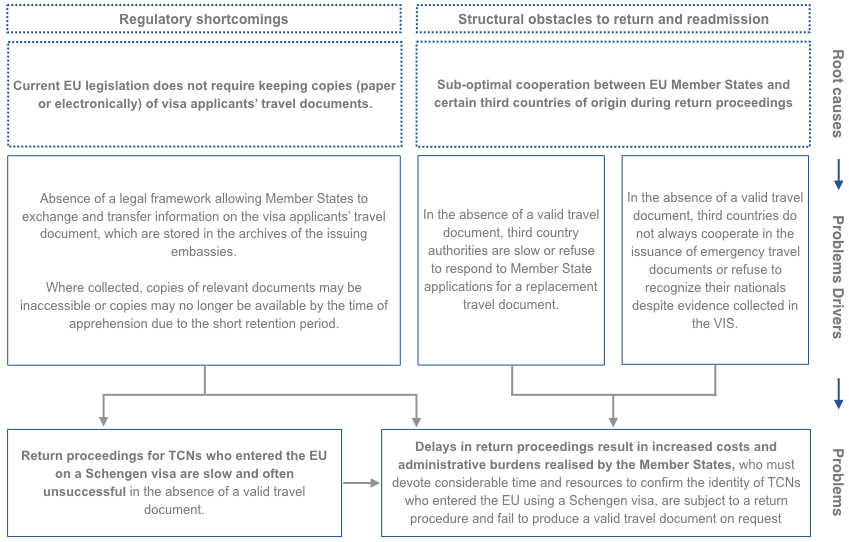 Regulatory shortcomings
Structural obstacles to return and readmission
Current EU legislation does not require keeping copies (paper
or electronically) of visa applicants' travel documents.
Sub-optimal cooperation between EU Member States and
certain third countries of origin during return proceedings
Root causes
Absence of a legal framework allowing Member States to
exchange and transfer information on the visa applicants' travel
document, which are stored in the archives of the issuing
embassies.
Where collected, copies of relevant documents may be
inaccessible or copies may no longer be available by the time of
apprehension due to the short retention period.
In the absence of a valid travel
document, third country
authorities are slow or refuse
to respond to Member State
applications for a replacement
travel document.
In the absence of a valid travel
document, third countries do
not always cooperate in the
issuance of emergency travel
documents or refuse to
recognize their nationals
despite evidence collected in
the VIS.
Problems Drivers
Return proceedings for TCNs who entered the EU
on a Schengen visa are slow and often
unsuccessful in the absence of a valid travel
document.
Delays in return proceedings result in increased costs and
administrative burdens realised by the Member States, who must
devote considerable time and resources to confirm the identity of TCNs
who entered the EU using a Schengen visa, are subject to a return
procedure and fail to produce a valid travel document on request
Problems